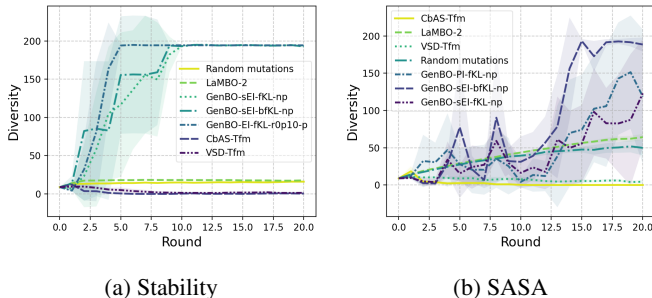 Diversity
200
150
100
50
0
0.0 2.5 5.0 7.5 10.0 12.5 15.0 17.5 20.0
Round
Random mutations
LaMBO-2
GenBO-sEI-fKL-np
GenBO-sEI-bfKL-np
GenBO-EI-fKL-r0p10-p
CbAS-Tfm
VSD-Tfm
(a) Stability
Diversity
200
150
100
50
0
0.0 2.5 5.0 7.5 10.0 12.5 15.0 17.5 20.0
Round
CbAS-Tfm
LaMBO-2
VSD-Tfm
Random mutations
GenBO-PI-fKL-np
GenBO-sEI-bfKL-np
GenBO-sEI-fKL-np
(b) SASA